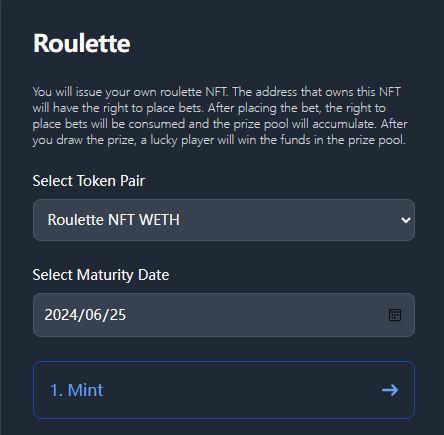 Roulette
You will issue your own roulette NFT. The address that owns this NFT
will have the right to place bets. After placing the bet, the right to
place bets will be consumed and the prize pool will accumulate. After
you draw the prize, a lucky player will win the funds in the prize pool.
Select Token Pair
Roulette NFT WETH
Select Maturity Date
2024/06/25
1. Mint